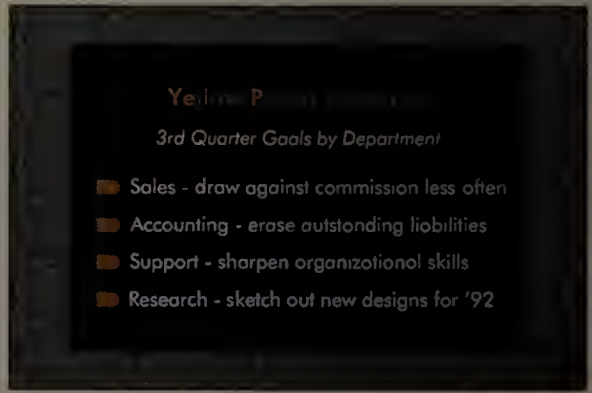 3rd Quarter Goals by Department
Sales - draw against commission less often
Accounting - erase outstanding liabilities
Support - sharpen organizational skills
Research - sketch out new designs for '92